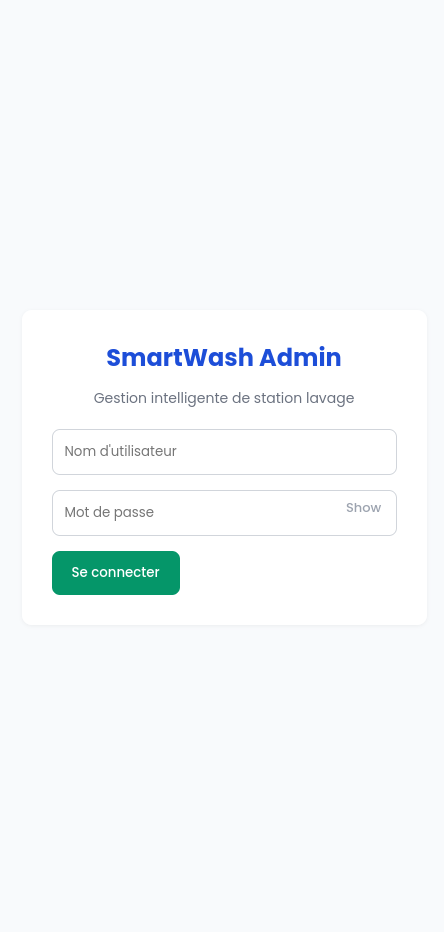 SmartWash Admin
Gestion intelligente de station lavage
Nom d'utilisateur
Mot de passe
Show
Se connecter